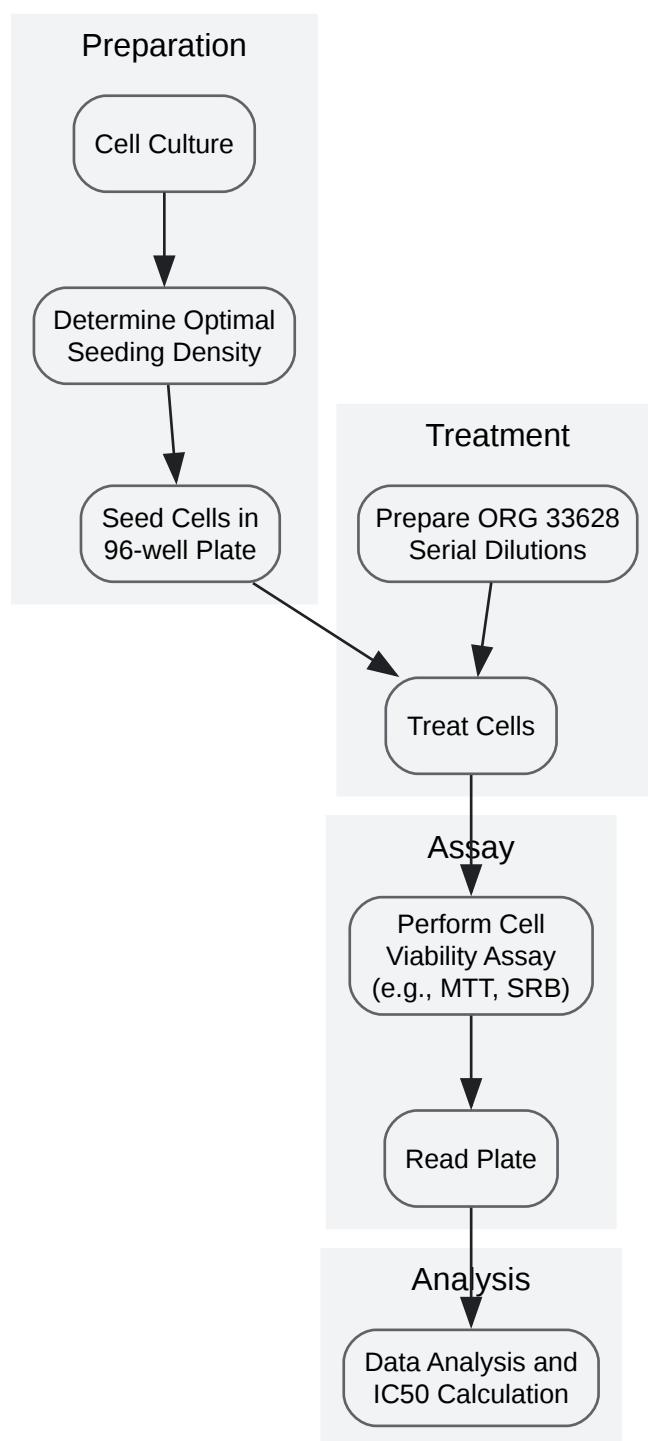 Preparation
Cell Culture
Determine Optimal
Seeding Density
Seed Cells in
96-well Plate
Treatment
Prepare ORG 33628
Serial Dilutions
Treat Cells
Assay
Perform Cell
Viability Assay
(e.g., MTT, SRB)
Read Plate
Analysis
Data Analysis and
IC50 Calculation